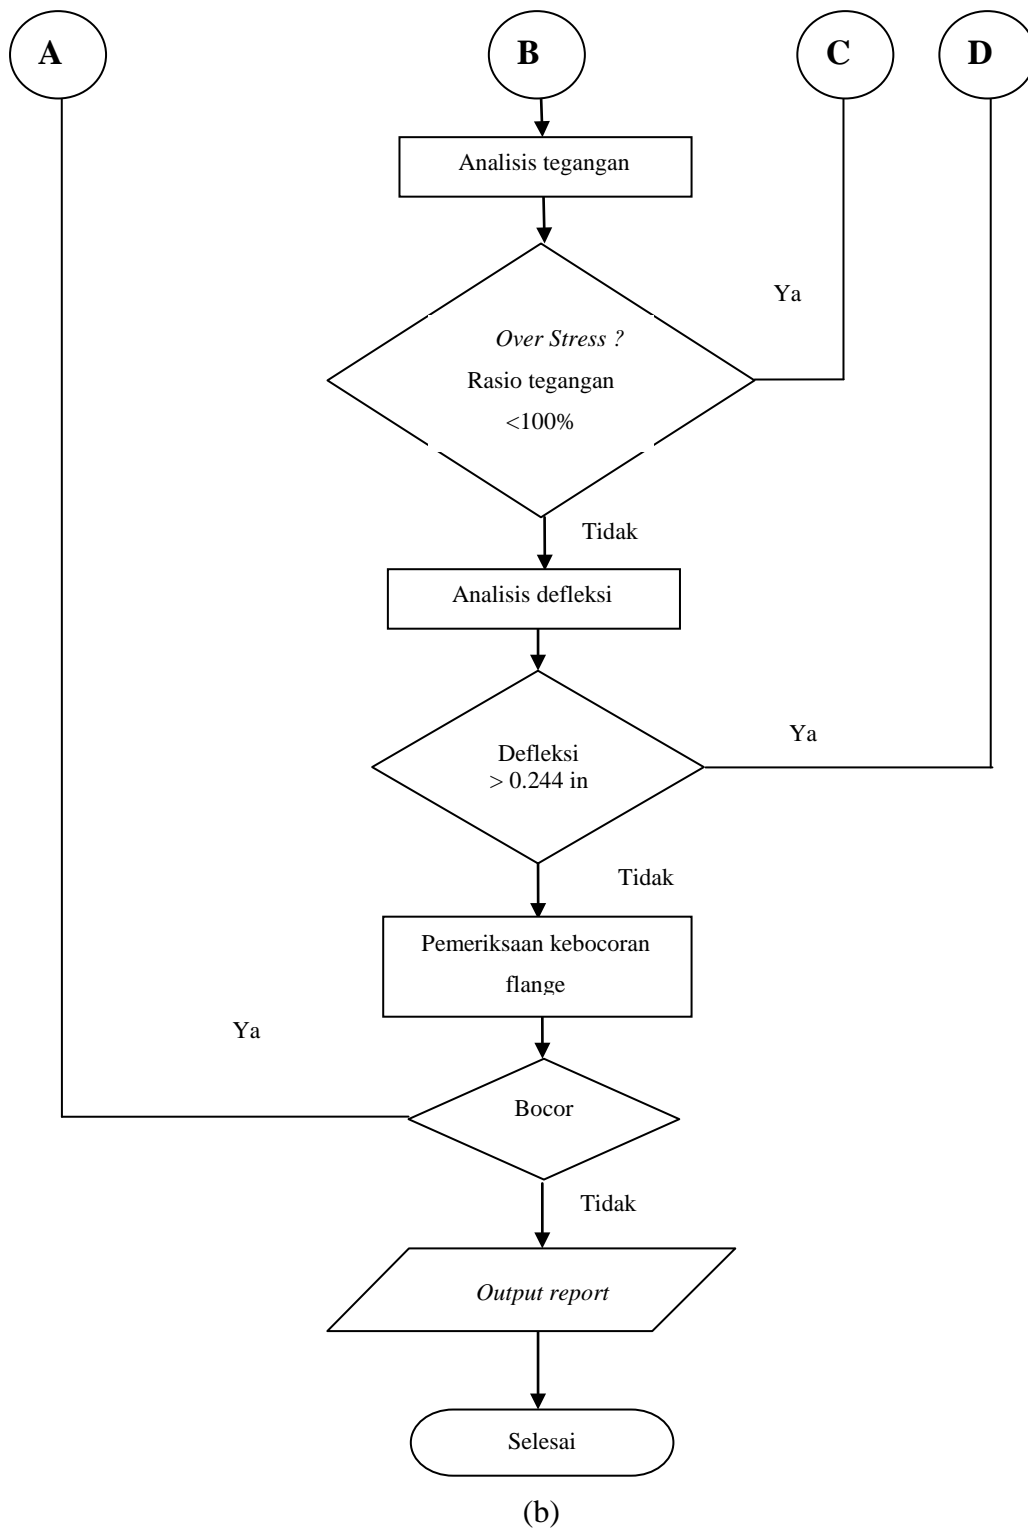 A
B
C
D
Analisis tegangan
Ya
Over Stress ?
Rasio tegangan
<100%
Tidak
Analisis defleksi
Ya
Defleksi
> 0.244 in
Tidak
Pemeriksaan kebocoran
flange
Ya
Bocor
Tidak
Output report
Selesai
(b)